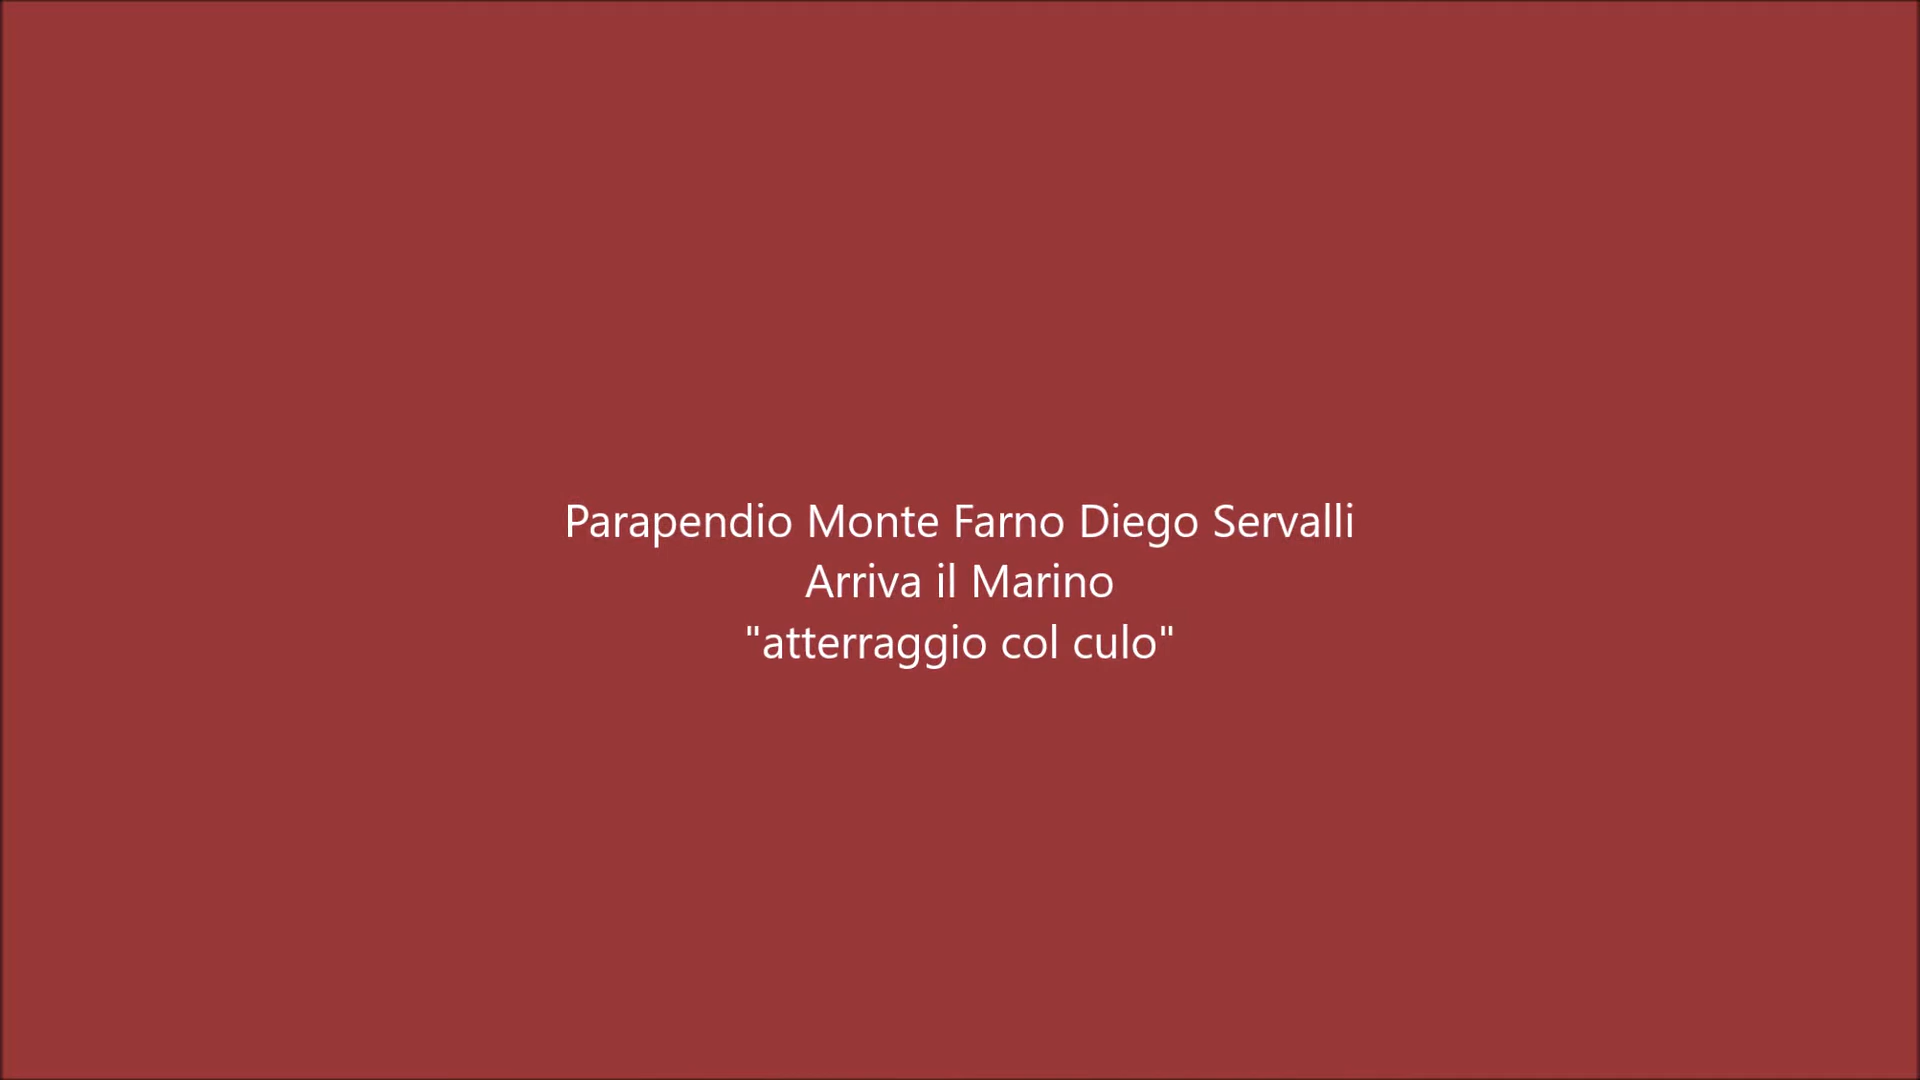 Parapendio Monte Farno Diego Servalli
Arriva il Marino
"atterraggio col culo"